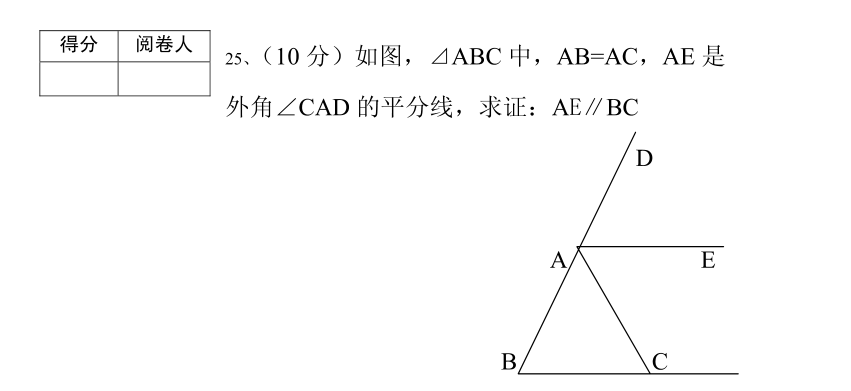 得分 阅卷人
25、（10 分）如图，⊿ABC 中，AB=AC，AE 是
外角∠CAD 的平分线，求证：AE∥BC
D
A E
B C